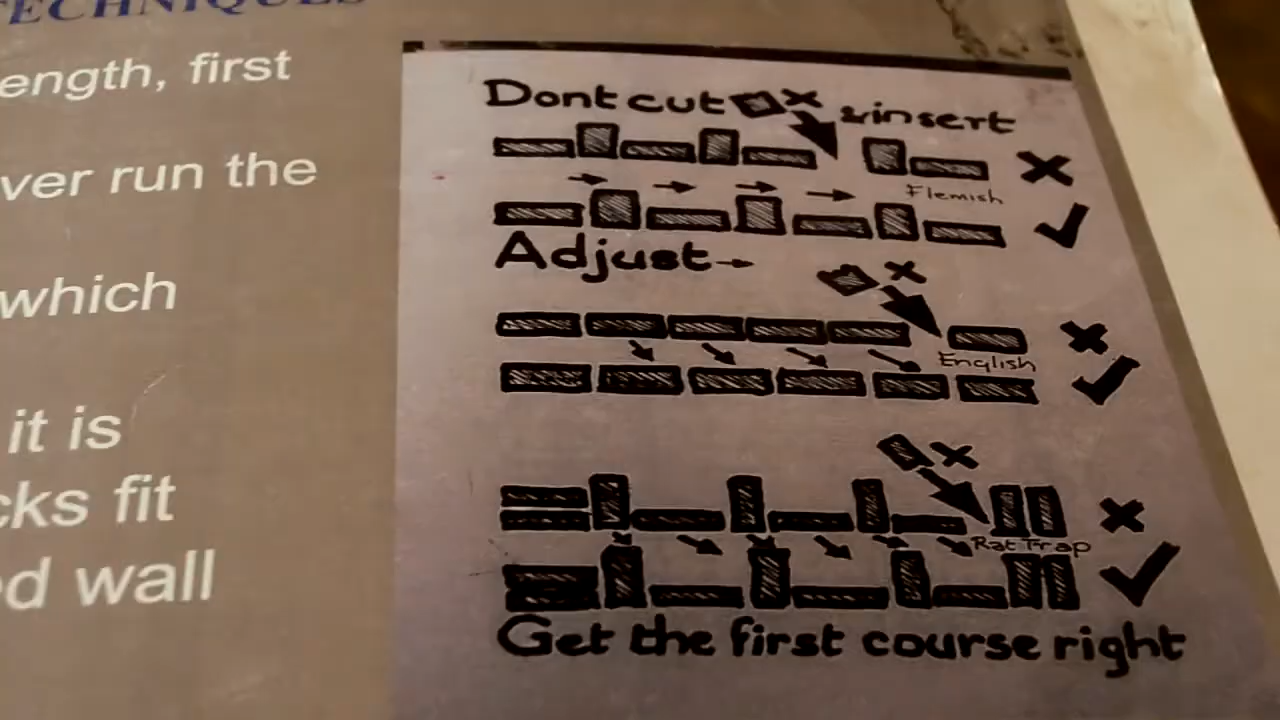 TECHNIQUES
ength, first
ver run the
which
it is
cks fit
d wall
Dont cut & insert
Flemish
Adjust
English
Rat Trap
Get the first course right